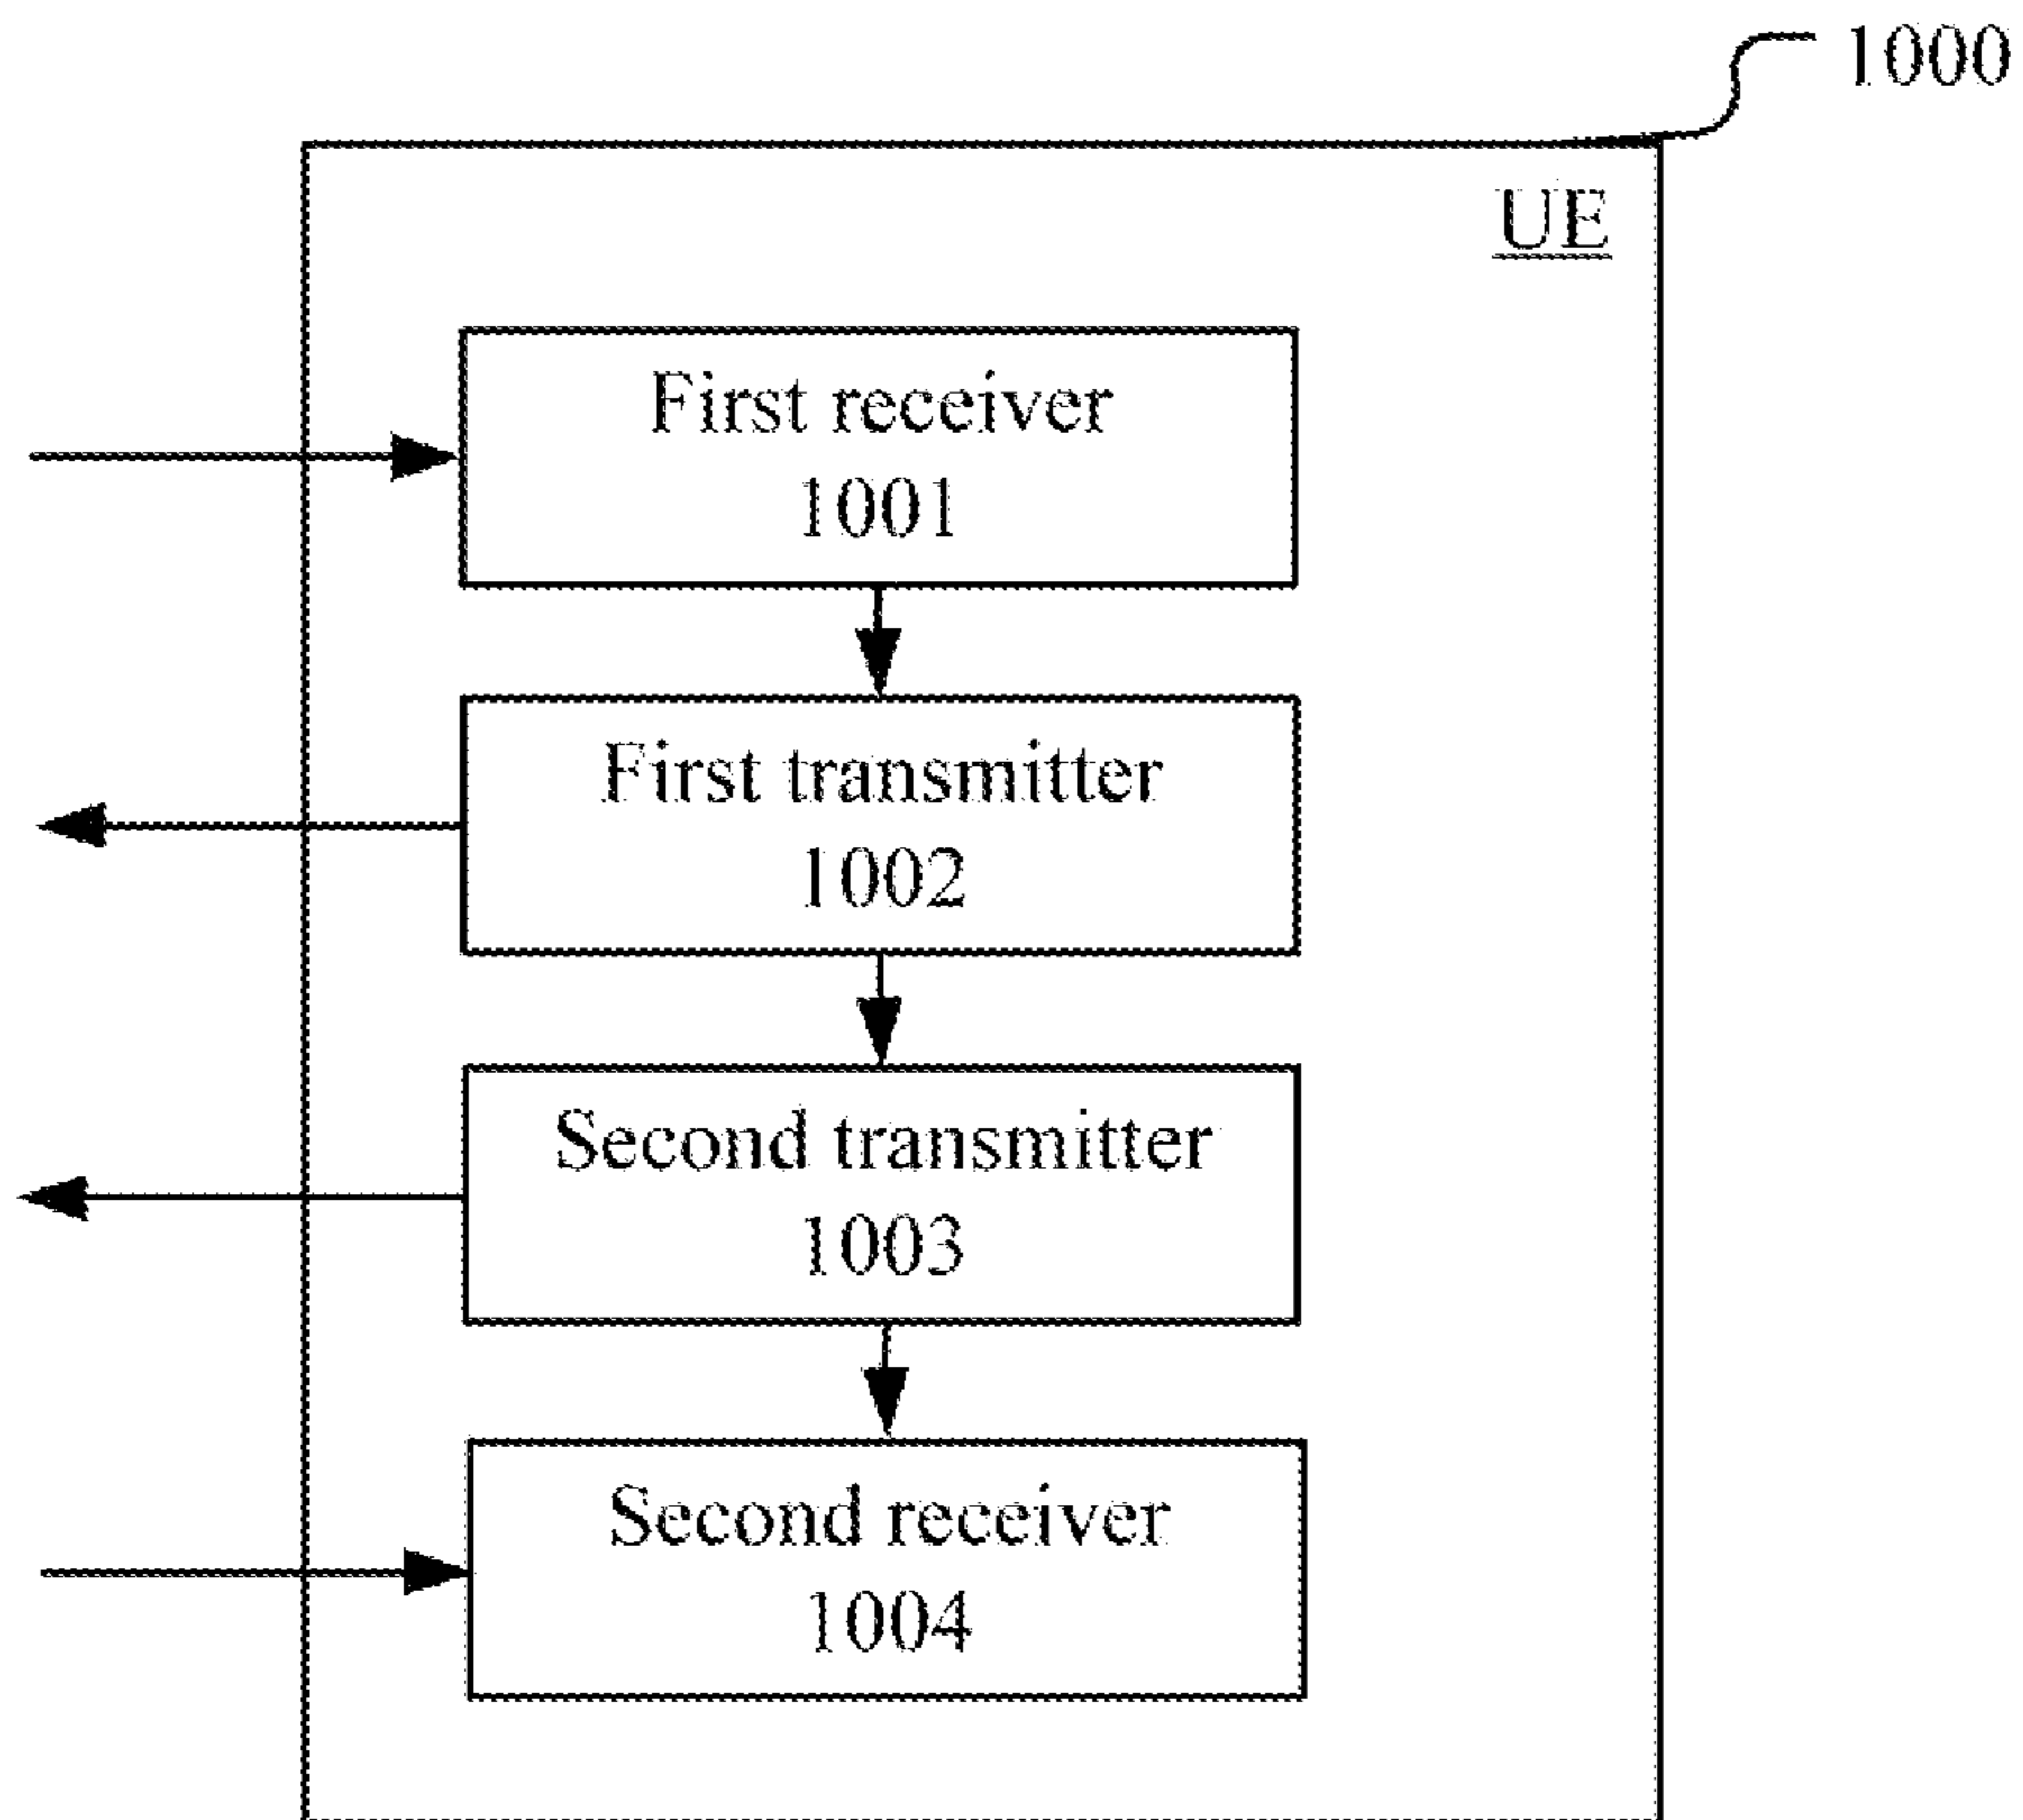 1000
UE
First receiver
1001
First transmitter
1002
Second transmitter
1003
Second receiver
1004